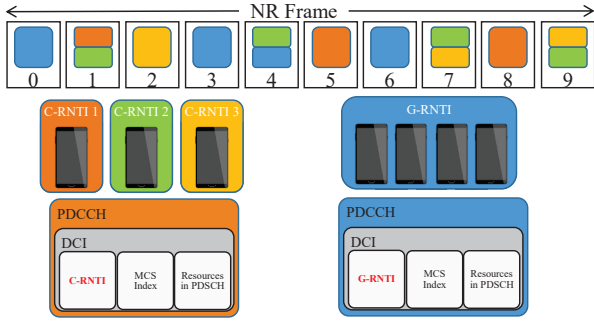 NR Frame
0 1 2 3 4 5 6 7 8 9
C-RNTI 1 C-RNTI 2 C-RNTI 3 G-RNTI
PDCCH
DCI
C-RNTI
MCS
Index
Resources
in PDSCH
PDCCH
DCI
G-RNTI
MCS
Index
Resources
in PDSCH